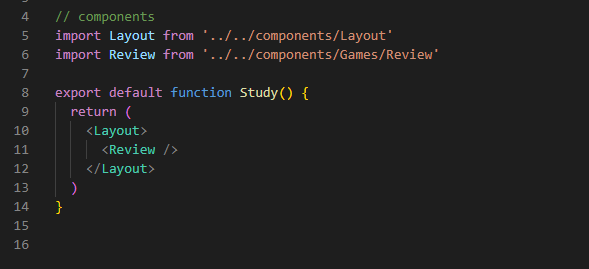 4 // components
5 import Layout from '../../components/Layout'
6 import Review from '../../components/Games/Review'
7
8 export default function Study() {
9   return (
10     <Layout>
11       <Review />
12     </Layout>
13   )
14 }
15
16